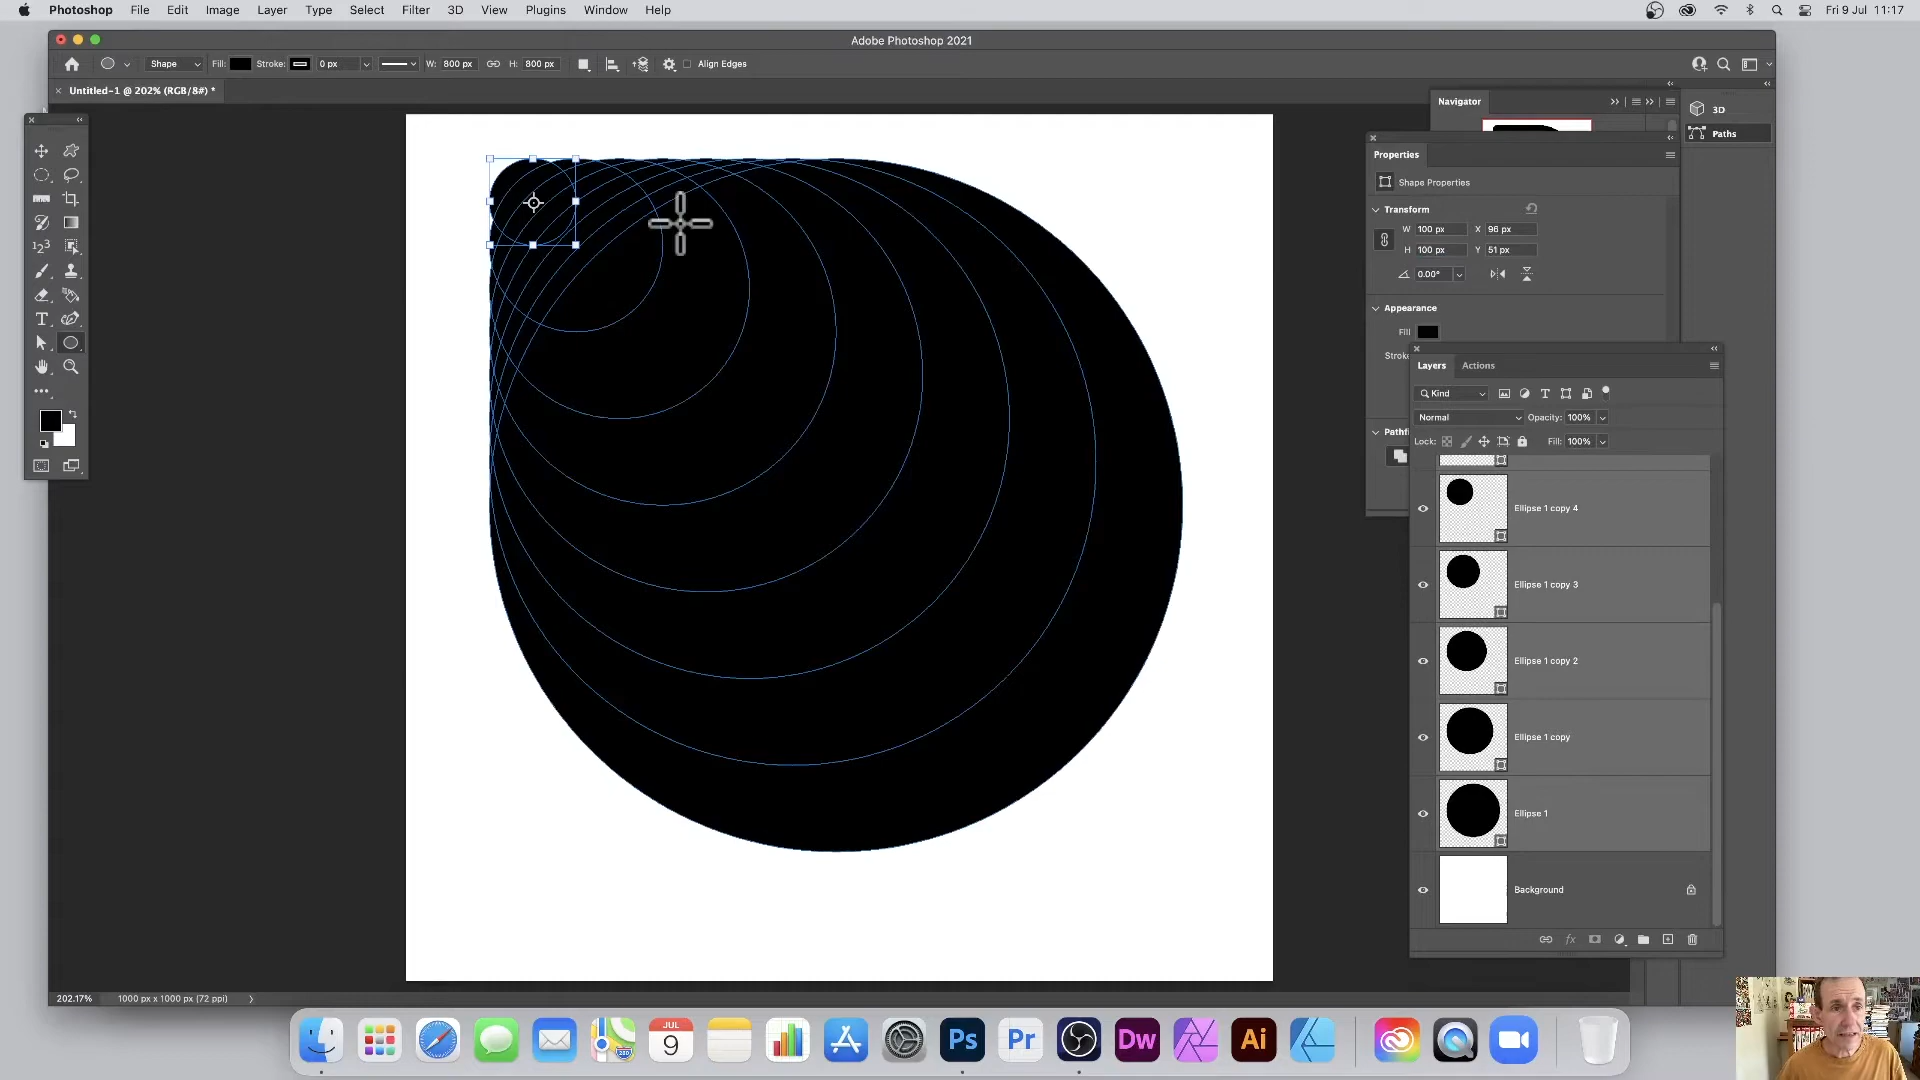 Photoshop File Edit Image Layer Type Select Filter 3D View Plugins Window Help Fri 9 Jul 11:17
Adobe Photoshop 2021
Shape Fill: Stroke: 0 px W: 800 px H: 800 px Align Edges
Untitled-1 @ 202% (RGB/8#) *
Navigator
3D
Paths
Properties
Shape Properties
Transform
W 100 px X 96 px
H 100 px Y 51 px
0.00°
Appearance
Fill
Stroke
Pathfi
Layers Actions
Kind
Normal Opacity: 100%
Lock: Fill: 100%
Ellipse 1 copy 4
Ellipse 1 copy 3
Ellipse 1 copy 2
Ellipse 1 copy
Ellipse 1
Background
fx
202.17% 1000 px x 1000 px (72 ppi)
JUL
9
280
Ps Pr Dw Ai